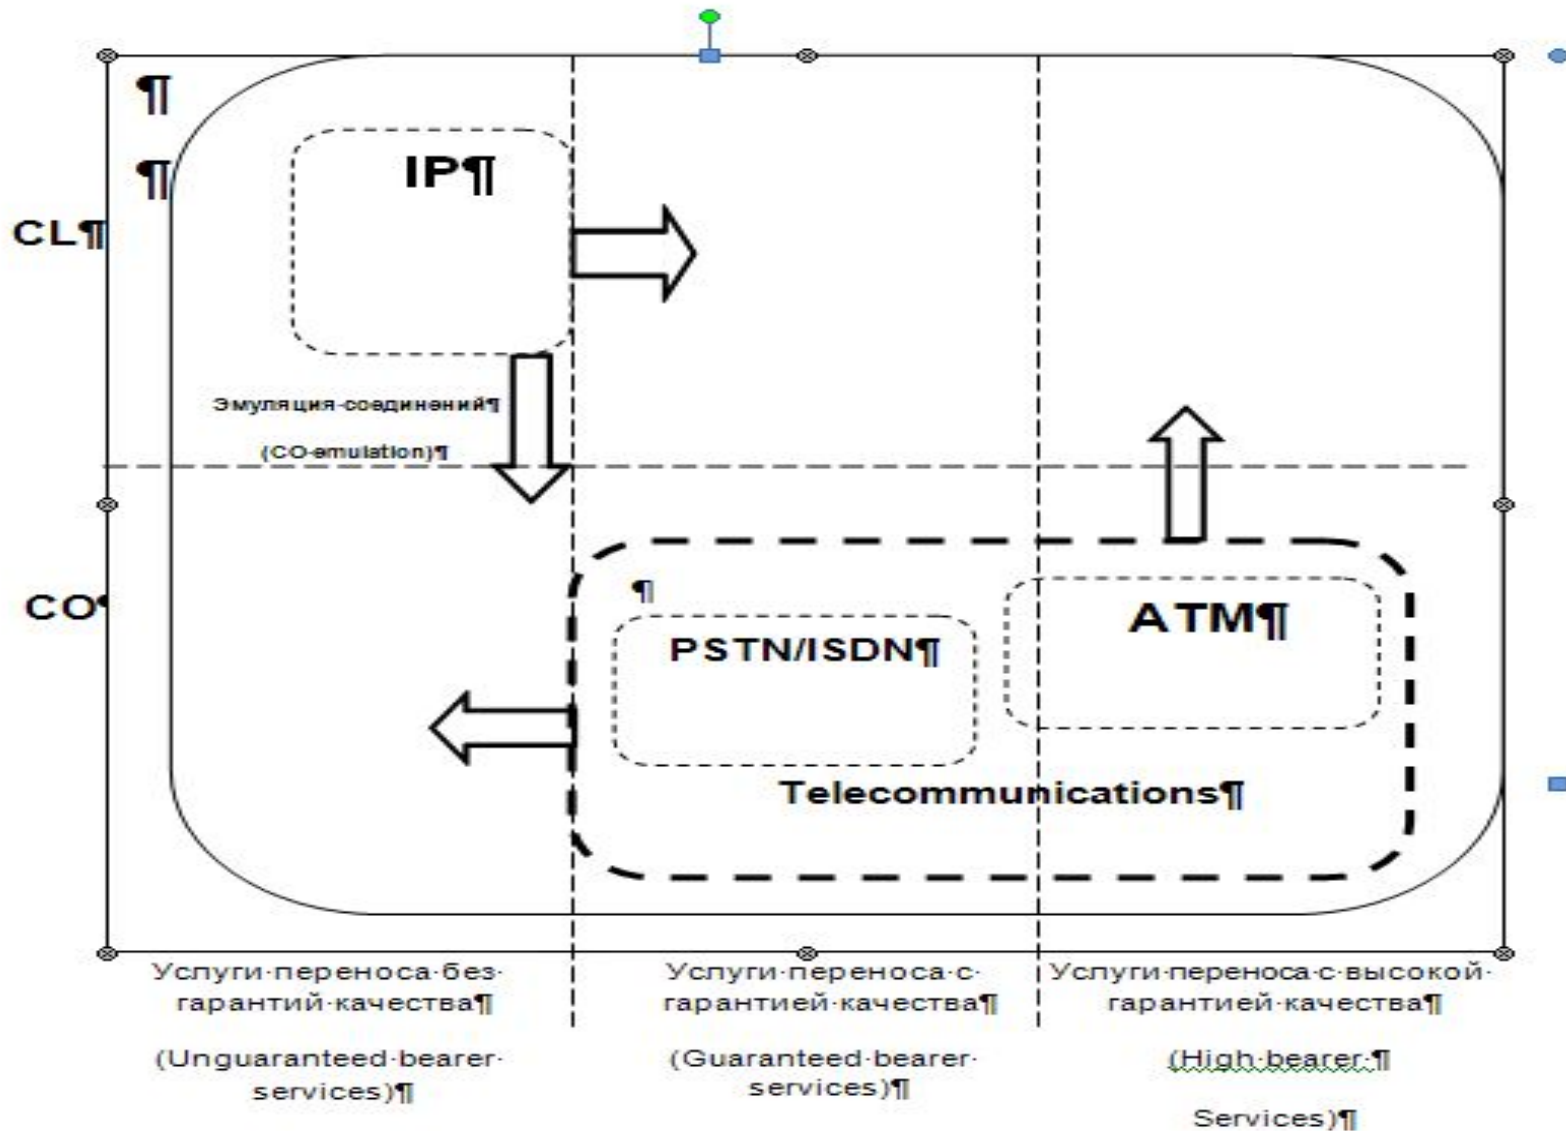 ¶
¶
IP¶
CL¶
Эмуляция·соединений¶
(CO·emulation)¶
CO
¶
PSTN/ISDN¶
ATM¶
Telecommunications¶
Услуги·переноса·без·
гарантий·качества¶
(Unguaranteed·bearer·
services)¶
Услуги·переноса·с·
гарантией·качества¶
(Guaranteed·bearer·
services)¶
Услуги·переноса·с·высокой·
гарантией·качества¶
(High·bearer·¶
Services)¶